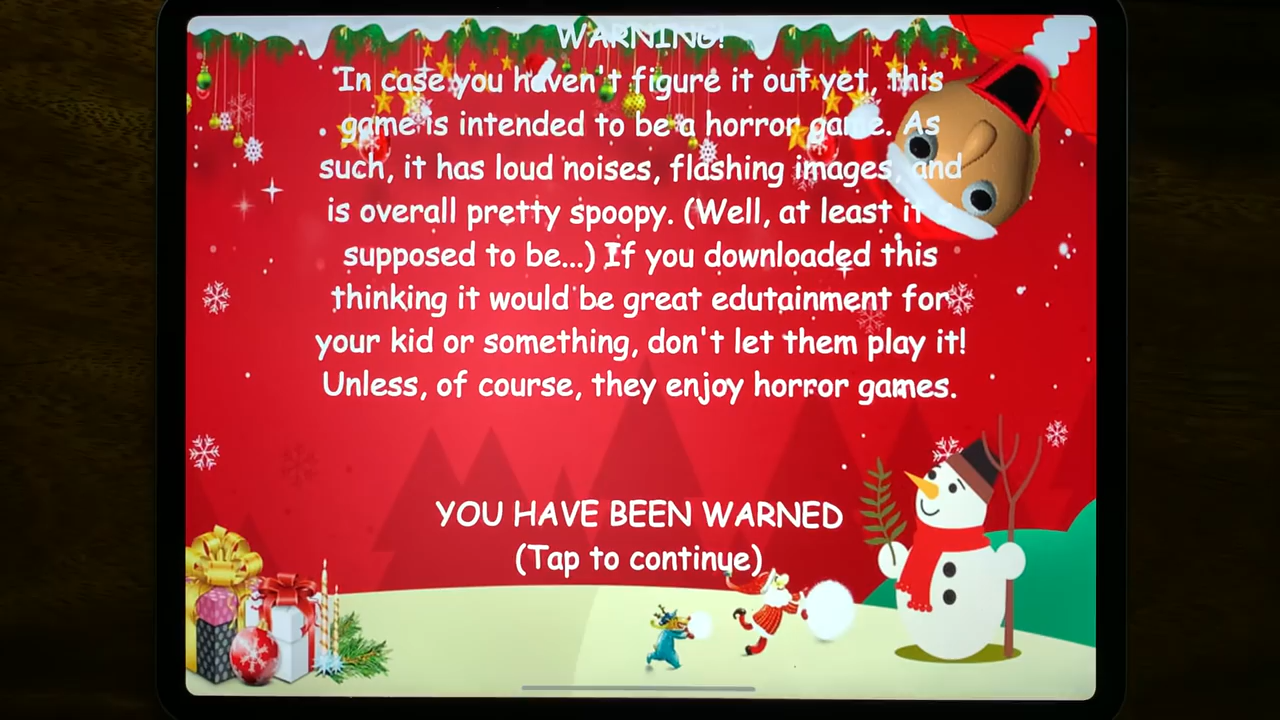 WARNING!
In case you haven't figure it out yet, this
game is intended to be a horror game. As
such, it has loud noises, flashing images, and
is overall pretty spoopy. (Well, at least it's
supposed to be...) If you downloaded this
thinking it would be great edutainment for
your kid or something, don't let them play it!
Unless, of course, they enjoy horror games.
YOU HAVE BEEN WARNED
(Tap to continue)